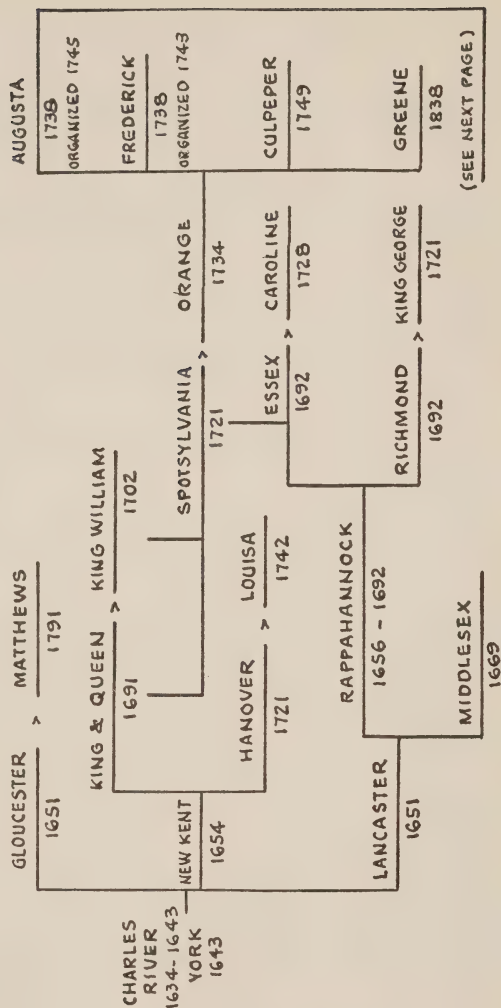 CHARLES
RIVER
1634-1643
YORK
1643
GLOUCESTER > MATTHEWS
1651 1791
NEW KENT
1654
KING & QUEEN > KING WILLIAM
1691 1702
SPOTSYLVANIA > ORANGE
1721 1734
HANOVER > LOUISA
1721 1742
LANCASTER
1651
RAPPAHANNOCK
1656 - 1692
MIDDLESEX
1669
ESSEX > CAROLINE
1692 1728
RICHMOND > KING GEORGE
1692 1721
AUGUSTA
1738
ORGANIZED 1745
FREDERICK
1738
ORGANIZED 1743
CULPEPER
1749
GREENE
1838
(SEE NEXT PAGE)